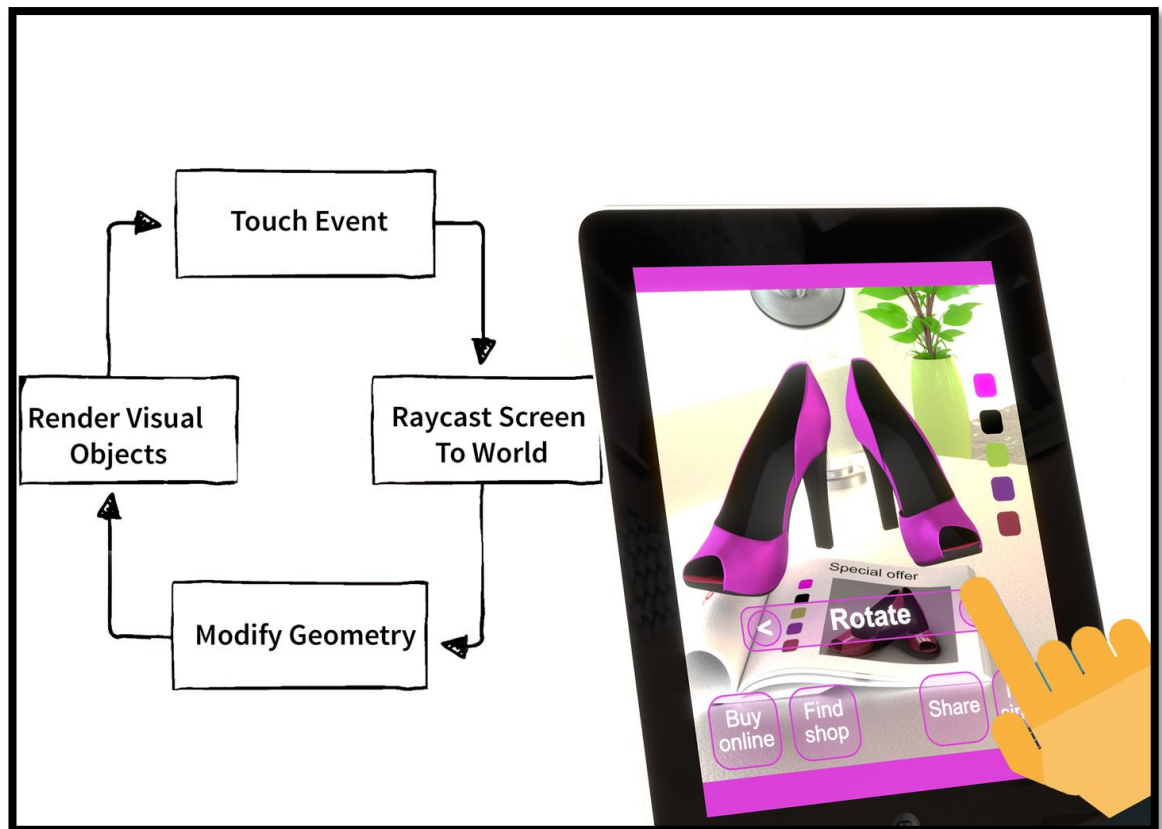 Touch Event
Render Visual
Objects
Raycast Screen
To World
Modify Geometry
Special offer
<
Rotate
Buy
online
Find
shop
Share